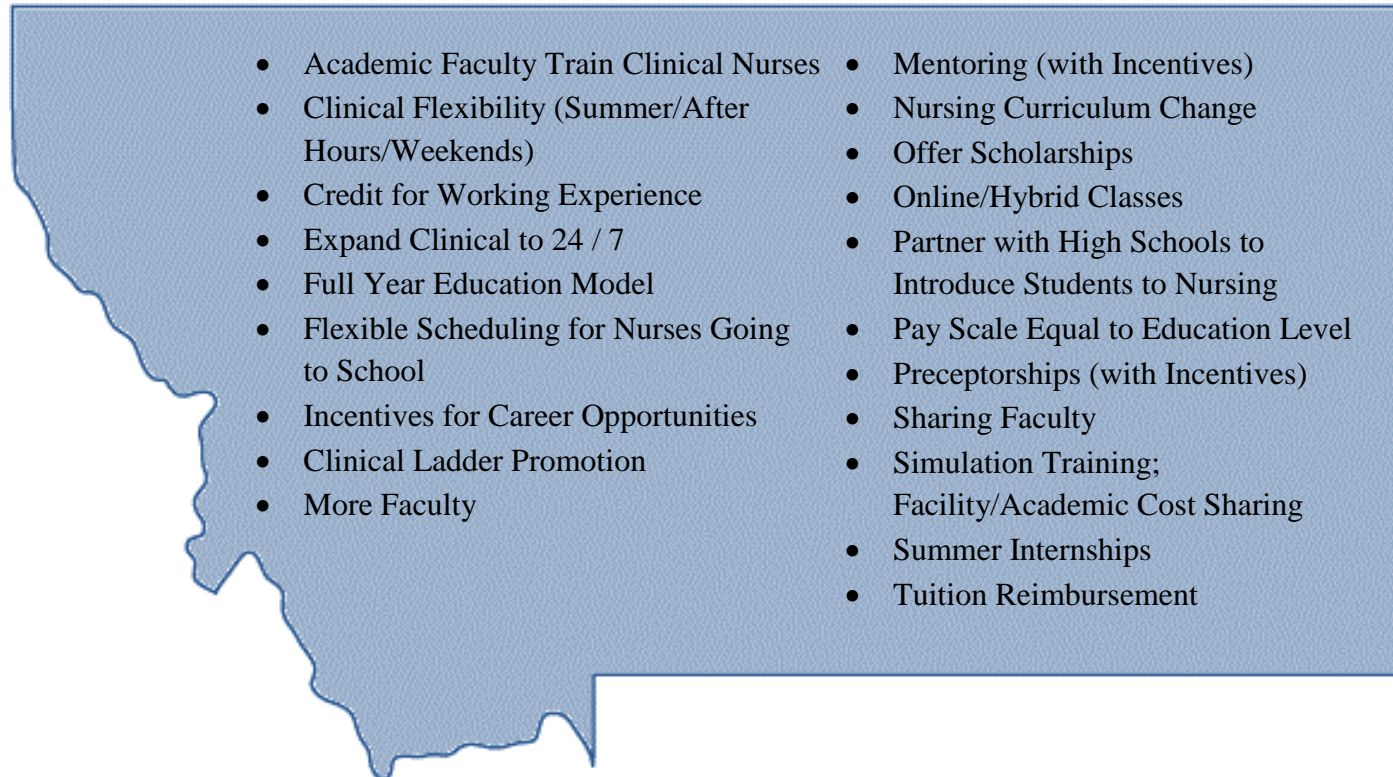 • Academic Faculty Train Clinical Nurses
• Clinical Flexibility (Summer/After
Hours/Weekends)
• Credit for Working Experience
• Expand Clinical to 24 / 7
• Full Year Education Model
• Flexible Scheduling for Nurses Going
to School
• Incentives for Career Opportunities
• Clinical Ladder Promotion
• More Faculty
• Mentoring (with Incentives)
• Nursing Curriculum Change
• Offer Scholarships
• Online/Hybrid Classes
• Partner with High Schools to
Introduce Students to Nursing
• Pay Scale Equal to Education Level
• Preceptorships (with Incentives)
• Sharing Faculty
• Simulation Training;
Facility/Academic Cost Sharing
• Summer Internships
• Tuition Reimbursement